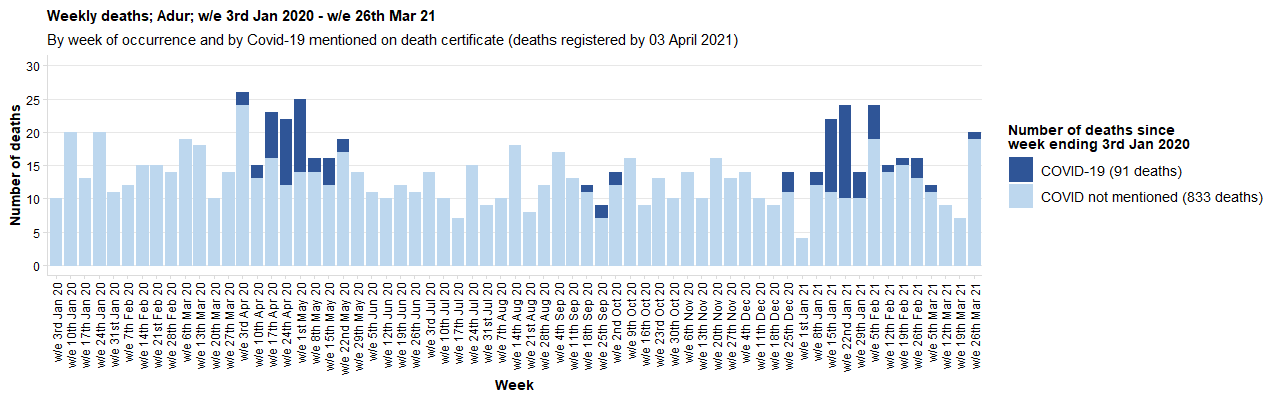 Weekly deaths; Adur; w/e 3rd Jan 2020 - w/e 26th Mar 21
By week of occurrence and by Covid-19 mentioned on death certificate (deaths registered by 03 April 2021)
Number of deaths
30
25
20
15
10
5
0
w/e 3rd Jan 20
w/e 10th Jan 20
w/e 17th Jan 20
w/e 24th Jan 20
w/e 31st Jan 20
w/e 7th Feb 20
w/e 14th Feb 20
w/e 21st Feb 20
w/e 28th Feb 20
w/e 6th Mar 20
w/e 13th Mar 20
w/e 20th Mar 20
w/e 27th Mar 20
w/e 3rd Apr 20
w/e 10th Apr 20
w/e 17th Apr 20
w/e 24th Apr 20
w/e 1st May 20
w/e 8th May 20
w/e 15th May 20
w/e 22nd May 20
w/e 29th May 20
w/e 5th Jun 20
w/e 12th Jun 20
w/e 19th Jun 20
w/e 26th Jun 20
w/e 3rd Jul 20
w/e 10th Jul 20
w/e 17th Jul 20
w/e 24th Jul 20
w/e 31st Jul 20
w/e 7th Aug 20
w/e 14th Aug 20
w/e 21st Aug 20
w/e 28th Aug 20
w/e 4th Sep 20
w/e 11th Sep 20
w/e 18th Sep 20
w/e 25th Sep 20
w/e 2nd Oct 20
w/e 9th Oct 20
w/e 16th Oct 20
w/e 23rd Oct 20
w/e 30th Oct 20
w/e 6th Nov 20
w/e 13th Nov 20
w/e 20th Nov 20
w/e 27th Nov 20
w/e 4th Dec 20
w/e 11th Dec 20
w/e 18th Dec 20
w/e 25th Dec 20
w/e 1st Jan 21
w/e 8th Jan 21
w/e 15th Jan 21
w/e 22nd Jan 21
w/e 29th Jan 21
w/e 5th Feb 21
w/e 12th Feb 21
w/e 19th Feb 21
w/e 26th Feb 21
w/e 5th Mar 21
w/e 12th Mar 21
w/e 19th Mar 21
w/e 26th Mar 21
Week
Number of deaths since
week ending 3rd Jan 2020
COVID-19 (91 deaths)
COVID not mentioned (833 deaths)